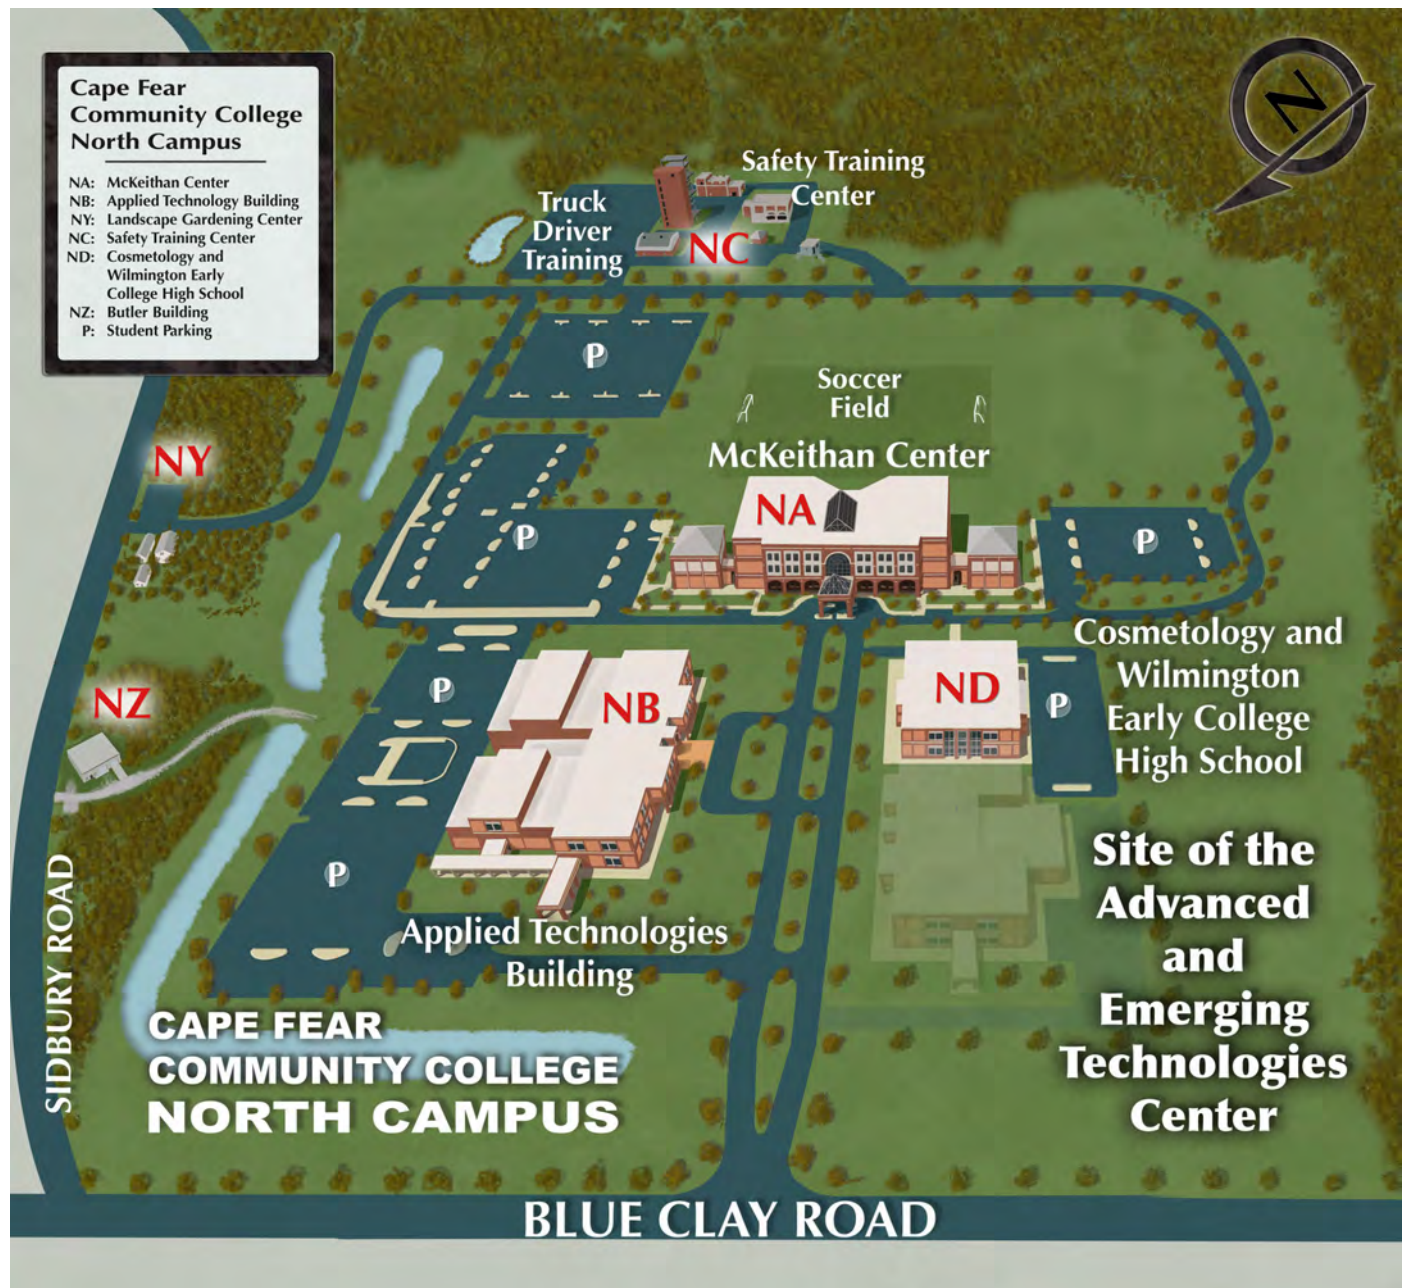 Cape Fear
Community College
North Campus
NA: McKeithan Center
NB: Applied Technology Building
NY: Landscape Gardening Center
NC: Safety Training Center
ND: Cosmetology and
Wilmington Early
College High School
NZ: Butler Building
P: Student Parking
N
Safety Training
Center
Truck
Driver
Training
NC
P
Soccer
Field
McKeithan Center
NY
NA
P
P
Cosmetology and
Wilmington
Early College
High School
NZ
P
NB
ND
P
P
Site of the
Advanced
and
Emerging
Technologies
Center
Applied Technologies
Building
SIDBURY ROAD
CAPE FEAR
COMMUNITY COLLEGE
NORTH CAMPUS
BLUE CLAY ROAD